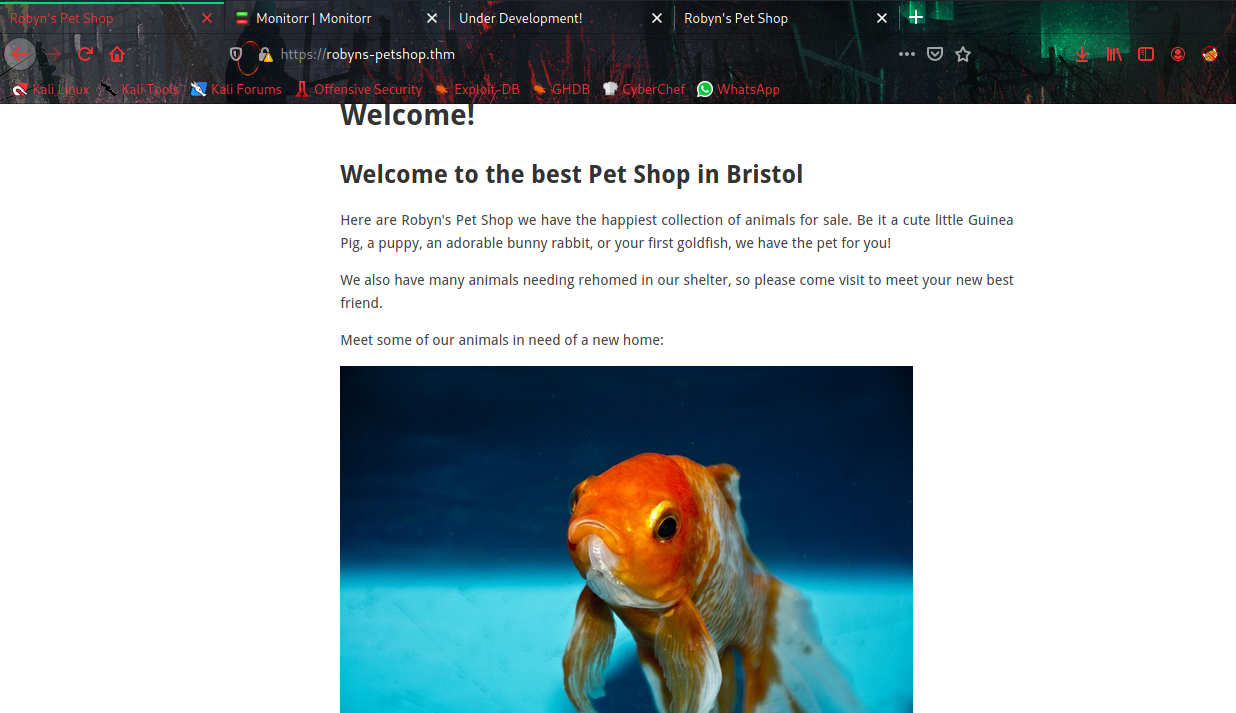 Robyn's Pet Shop
Monitorr | Monitorr
Under Development!
Robyn's Pet Shop
https://robyns-petshop.thm
Kali Linux
Kali Tools
Kali Forums
Offensive Security
Exploit-DB
GHDB
CyberChef
WhatsApp
Welcome!
Welcome to the best Pet Shop in Bristol
Here are Robyn's Pet Shop we have the happiest collection of animals for sale. Be it a cute little Guinea
Pig, a puppy, an adorable bunny rabbit, or your first goldfish, we have the pet for you!
We also have many animals needing rehomed in our shelter, so please come visit to meet your new best
friend.
Meet some of our animals in need of a new home: